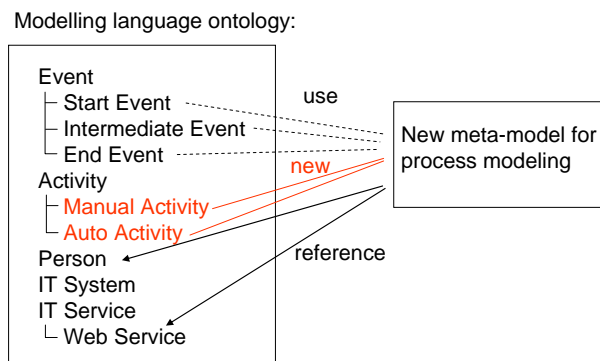 Modelling language ontology:
Event
Start Event
Intermediate Event
End Event
Activity
Manual Activity
Auto Activity
Person
IT System
IT Service
Web Service
use
new
reference
New meta-model for
process modeling